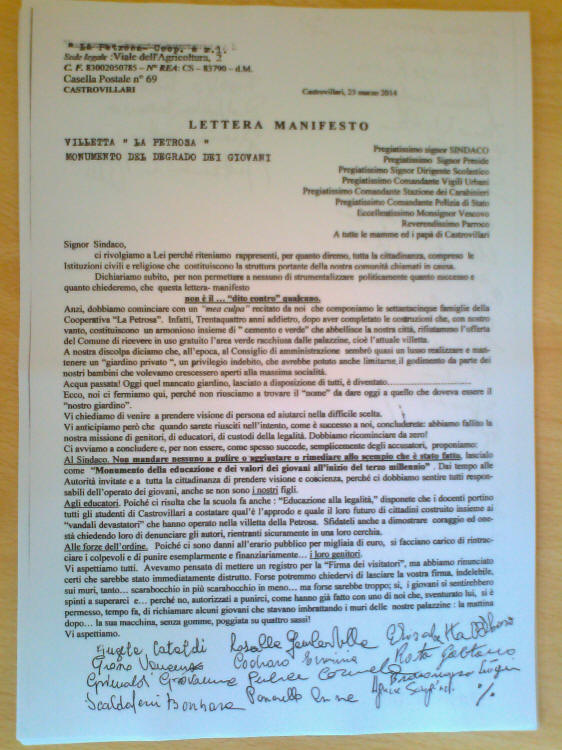 " La Petrosa- Coop. a r.l.
Sede legale :Viale dell'Agricoltura, 2
C. F. 83002050785 – N° REA: CS – 83790 – d.M.
Casella Postale n° 69
CASTROVILLARI
Castrovillari, 23 marzo 2014
LETTERA MANIFESTO
VILLETTA " LA PETROSA "
MONUMENTO DEL DEGRADO DEI GIOVANI
Pregiatissimo signor SINDACO
Pregiatissimo Signor Preside
Pregiatissimo Signor Dirigente Scolastico
Pregiatissimo Comandante Vigili Urbani
Pregiatissimo Comandante Stazione dei Carabinieri
Pregiatissimo Comandante Polizia di Stato
Eccellentissimo Monsignor Vescovo
Reverendissimo Parroco
A tutte le mamme ed i papà di Castrovillari
Signor Sindaco,
ci rivolgiamo a Lei perché riteniamo rappresenti, per quanto diremo, tutta la cittadinanza, comprese le
Istituzioni civili e religiose che costituiscono la struttura portante della nostra comunità chiamati in causa.
Dichiariamo subito, per non permettere a nessuno di strumentalizzare politicamente quanto successo e
quanto chiederemo, che questa lettera- manifesto
non è il … "dito contro" qualcuno.
Anzi, dobbiamo cominciare con un "mea culpa" recitato da noi che componiamo le settantacinque famiglie della
Cooperativa "La Petrosa". Infatti, Trentaquattro anni addietro, dopo aver completato le costruzioni che, con nostro
vanto, costituiscono un armonioso insieme di " cemento e verde" che abbellisce la nostra città, rifiutammo l'offerta
del Comune di ricevere in uso gratuito l'area verde racchiusa dalle palazzine, cioè l'attuale villetta.
A nostra discolpa diciamo che, all'epoca, al Consiglio di amministrazione sembrò quasi un lusso realizzare e man-
tenere un "giardino privato ", un privilegio indebito, che avrebbe potuto anche limitarne il godimento da parte dei
nostri bambini che volevamo crescessero aperti alla massima socialità.
Acqua passata! Oggi quel mancato giardino, lasciato a disposizione di tutti, è diventato……………………
Ecco, noi ci fermiamo qui, perché non riusciamo a trovare il "nome" da dare oggi a quello che doveva essere il
"nostro giardino".
Vi chiediamo di venire a prendere visione di persona ed aiutarci nella difficile scelta.
Vi anticipiamo però che quando sarete riusciti nell'intento, come è successo a noi, concluderete: abbiamo fallito la
nostra missione di genitori, di educatori, di custodi della legalità. Dobbiamo ricominciare da zero!
Ci avviamo a concludere e, per non essere, come spesso succede, semplicemente degli accusatori, proponiamo:
Al Sindaco. Non mandare nessuno a pulire o aggiustare o rimediare allo scempio che è stato fatto, lascialo
come "Monumento della educazione e dei valori dei giovani all'inizio del terzo millennio" . Dai tempo alle
Autorità invitate e a tutta la cittadinanza di prendere visione e coscienza, perché ci dobbiamo sentire tutti respon-
sabili dell'operato dei giovani, anche se non sono i nostri figli.
Agli educatori. Poichè ci risulta che la scuola fa anche : "Educazione alla legalità," disponete che i docenti portino
tutti gli studenti di Castrovillari a costatar qual'è l'approdo e quale il loro futuro di cittadini costruito insieme ai
"vandali devastatori" che hanno operato nella villetta della Petrosa. Sfidateli anche a dimostrare coraggio ed one-
stà chiedendo loro di denunciare gli autori, rientranti sicuramente in una loro cerchia.
Alle forze dell'ordine. Poichè ci sono danni all'erario pubblico per migliaia di euro, si facciano carico di rintrac-
ciare i colpevoli e di punire esemplarmente e finanziariamente… i loro genitori.
Vi aspettiamo tutti. Avevamo pensato di mettere un registro per la "Firma dei visitatori", ma abbiamo rinunciato
certi che sarebbe stato immediatamente distrutto. Forse potremmo chiedervi di lasciare la vostra firma, indelebile,
sui muri, tanto… scarabocchio in più scarabocchio in meno… ma forse sarebbe troppo; si, i giovani si sentirebbero
spinti a superarci e… perché no, autorizzati a punirci, come hanno già fatto con uno di noi che, sventurato lui, si è
permesso, tempo fa, di richiamare alcuni giovani che stavano imbrattando i muri delle nostre palazzine : la mattina
dopo… la sua macchina, senza gomme, poggiata su quattro sassi!
Vi aspettiamo.
Cataldi
Grimaldi Giovanna
Scaldaferri Barbara
%